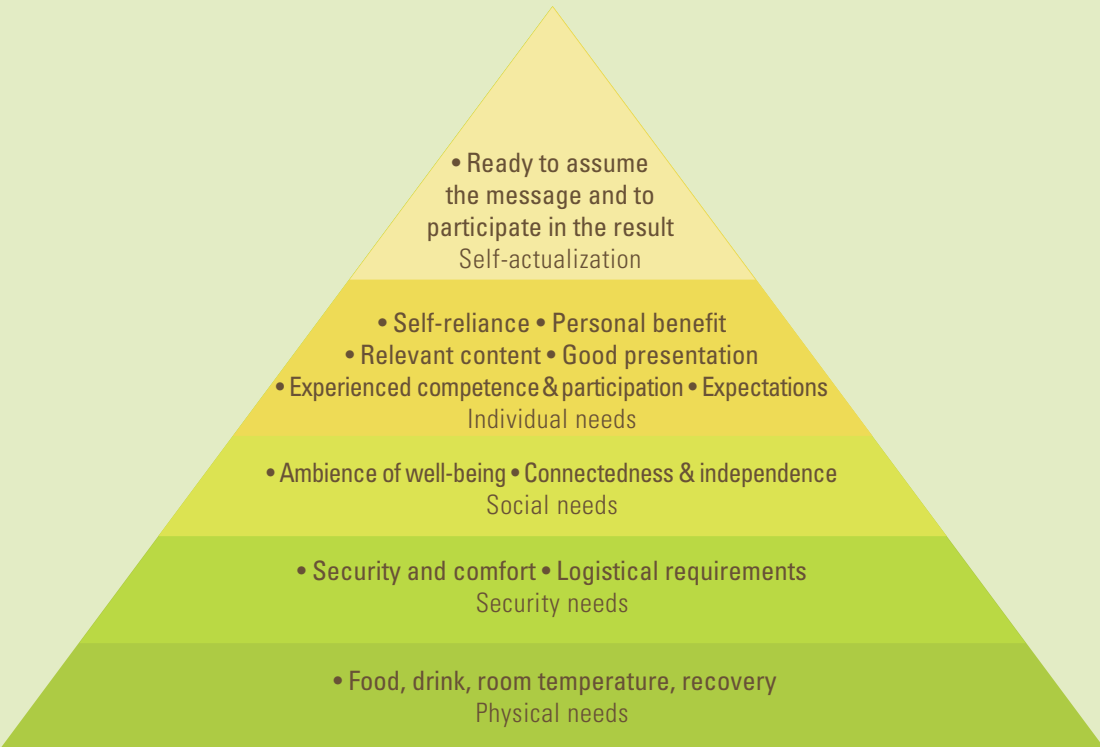 • Ready to assume
the message and to
participate in the result
Self-actualization
• Self-reliance • Personal benefit
• Relevant content • Good presentation
• Experienced competence & participation • Expectations
Individual needs
• Ambience of well-being • Connectedness & independence
Social needs
• Security and comfort • Logistical requirements
Security needs
• Food, drink, room temperature, recovery
Physical needs